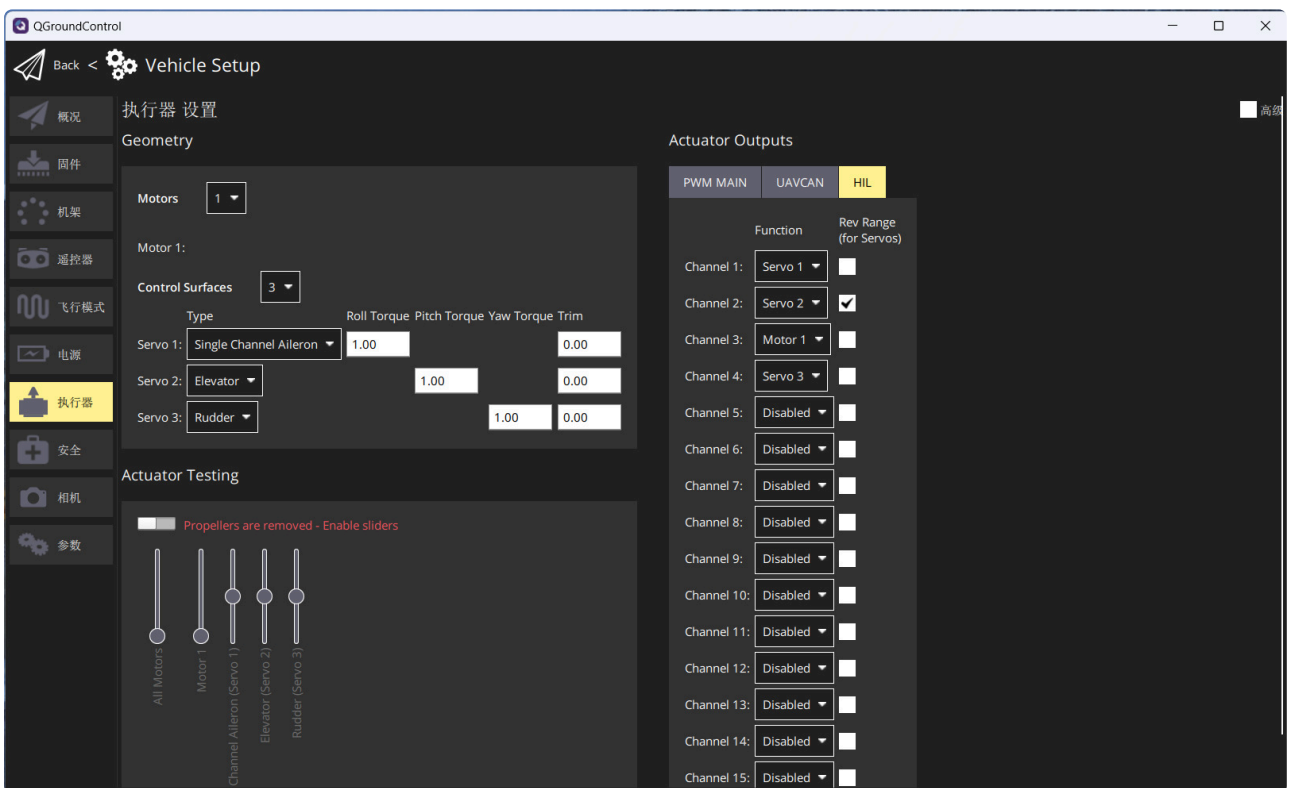 QGroundControl
Back < Vehicle Setup
概况
固件
机架
遥控器
飞行模式
电源
执行器
安全
相机
参数
执行器 设置
高级
Geometry
Motors 1
Motor 1:
Control Surfaces 3
Type Roll Torque Pitch Torque Yaw Torque Trim
Servo 1: Single Channel Aileron 1.00 0.00
Servo 2: Elevator 1.00 0.00
Servo 3: Rudder 1.00 0.00
Actuator Testing
Propellers are removed - Enable sliders
All Motors
Motor 1
Channel Aileron (Servo 1)
Elevator (Servo 2)
Rudder (Servo 3)
Actuator Outputs
PWM MAIN UAVCAN HIL
Function Rev Range
(for Servos)
Channel 1: Servo 1
Channel 2: Servo 2
Channel 3: Motor 1
Channel 4: Servo 3
Channel 5: Disabled
Channel 6: Disabled
Channel 7: Disabled
Channel 8: Disabled
Channel 9: Disabled
Channel 10: Disabled
Channel 11: Disabled
Channel 12: Disabled
Channel 13: Disabled
Channel 14: Disabled
Channel 15: Disabled